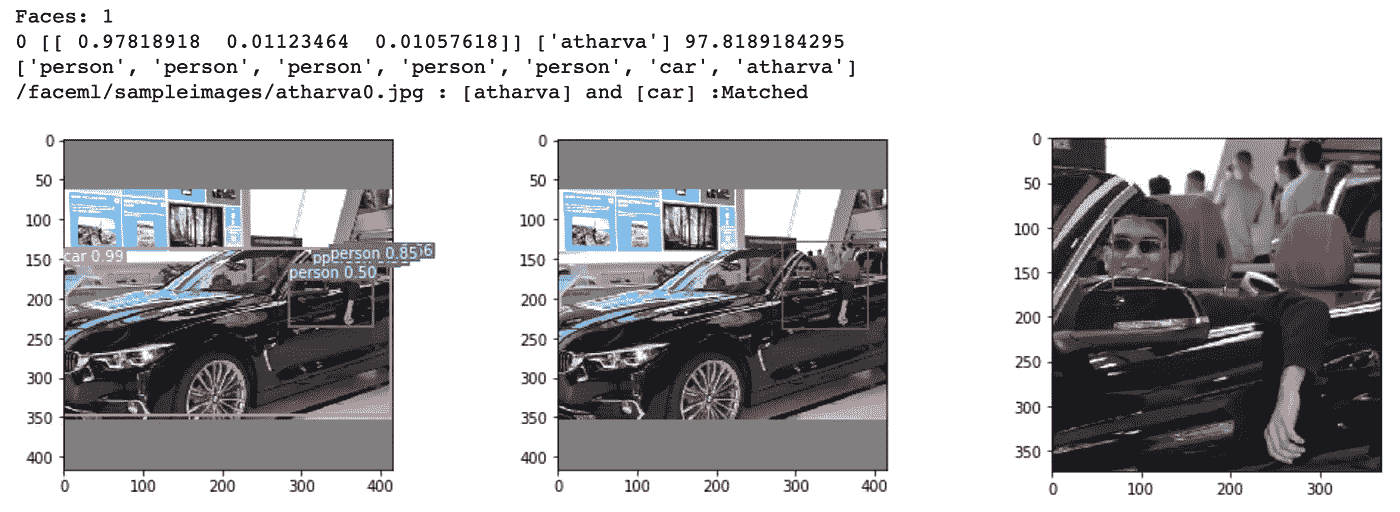 Faces: 1
0 [[ 0.97818918  0.01123464  0.01057618]] ['atharva'] 97.8189184295
['person', 'person', 'person', 'person', 'person', 'car', 'atharva']
/faceml/sampleimages/atharva0.jpg : [atharva] and [car] :Matched
0
50
100
150
200
250
300
350
400
0 100 200 300 400
car 0.99
person 0.85
person 0.50
0
50
100
150
200
250
300
350
400
0 100 200 300 400
0
50
100
150
200
250
300
350
0 100 200 300